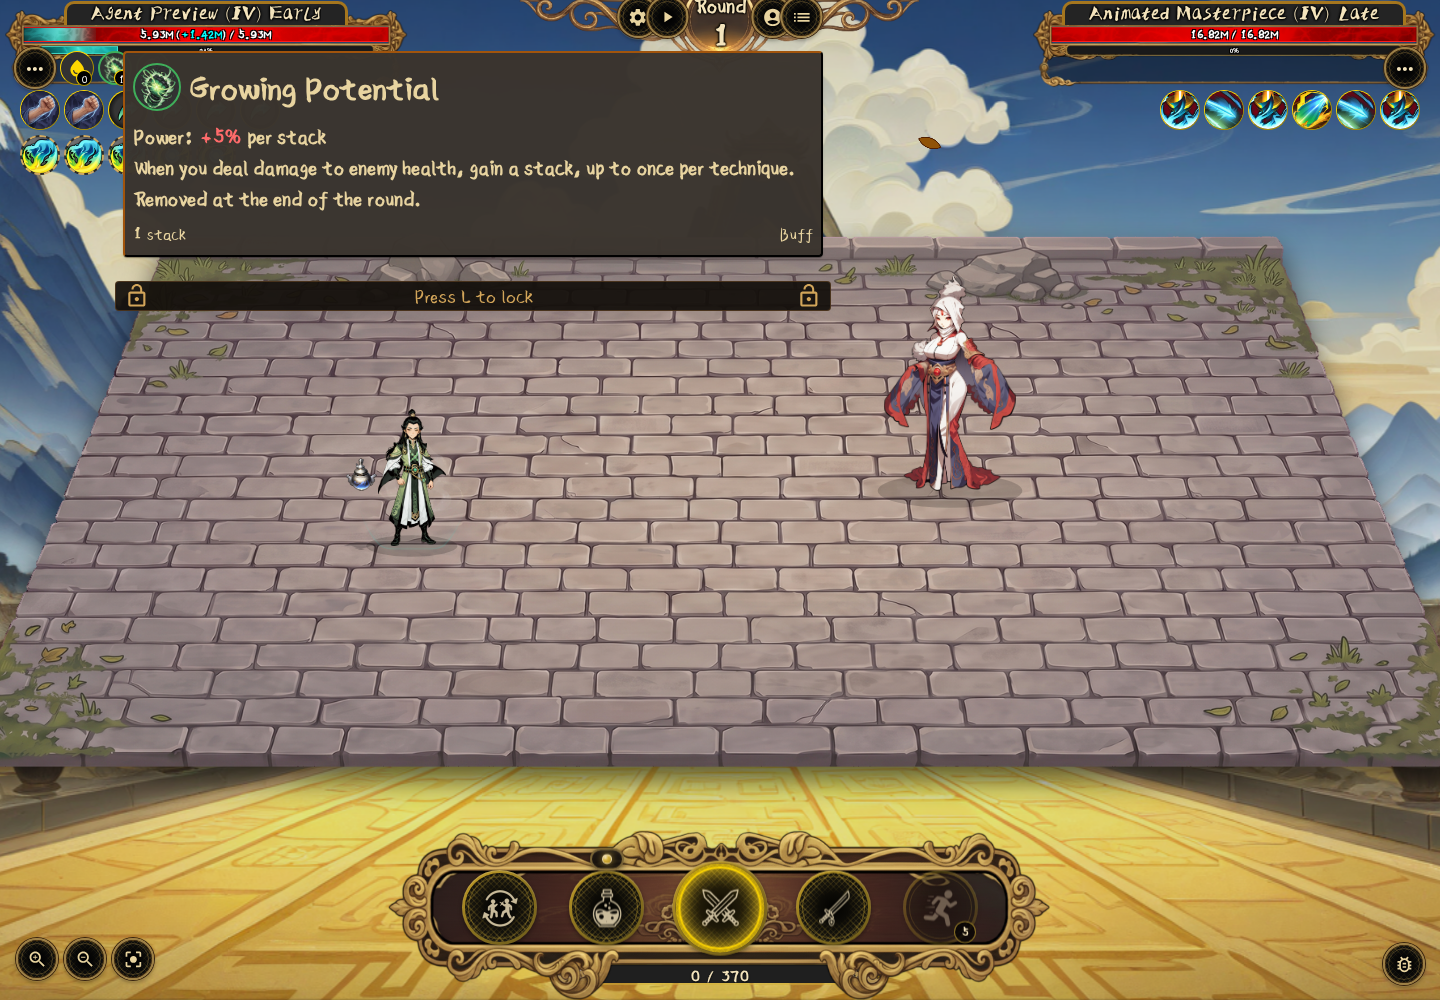 Agent Preview (IV) Early
5.93M (+1.42M) / 5.93M
0
Round
1
Animated Masterpiece (IV) Late
16.82M / 16.82M
0%
Growing Potential
Power: +5% per stack
When you deal damage to enemy health, gain a stack, up to once per technique.
Removed at the end of the round.
1 stack
Buff
Press L to lock
5
0 / 370